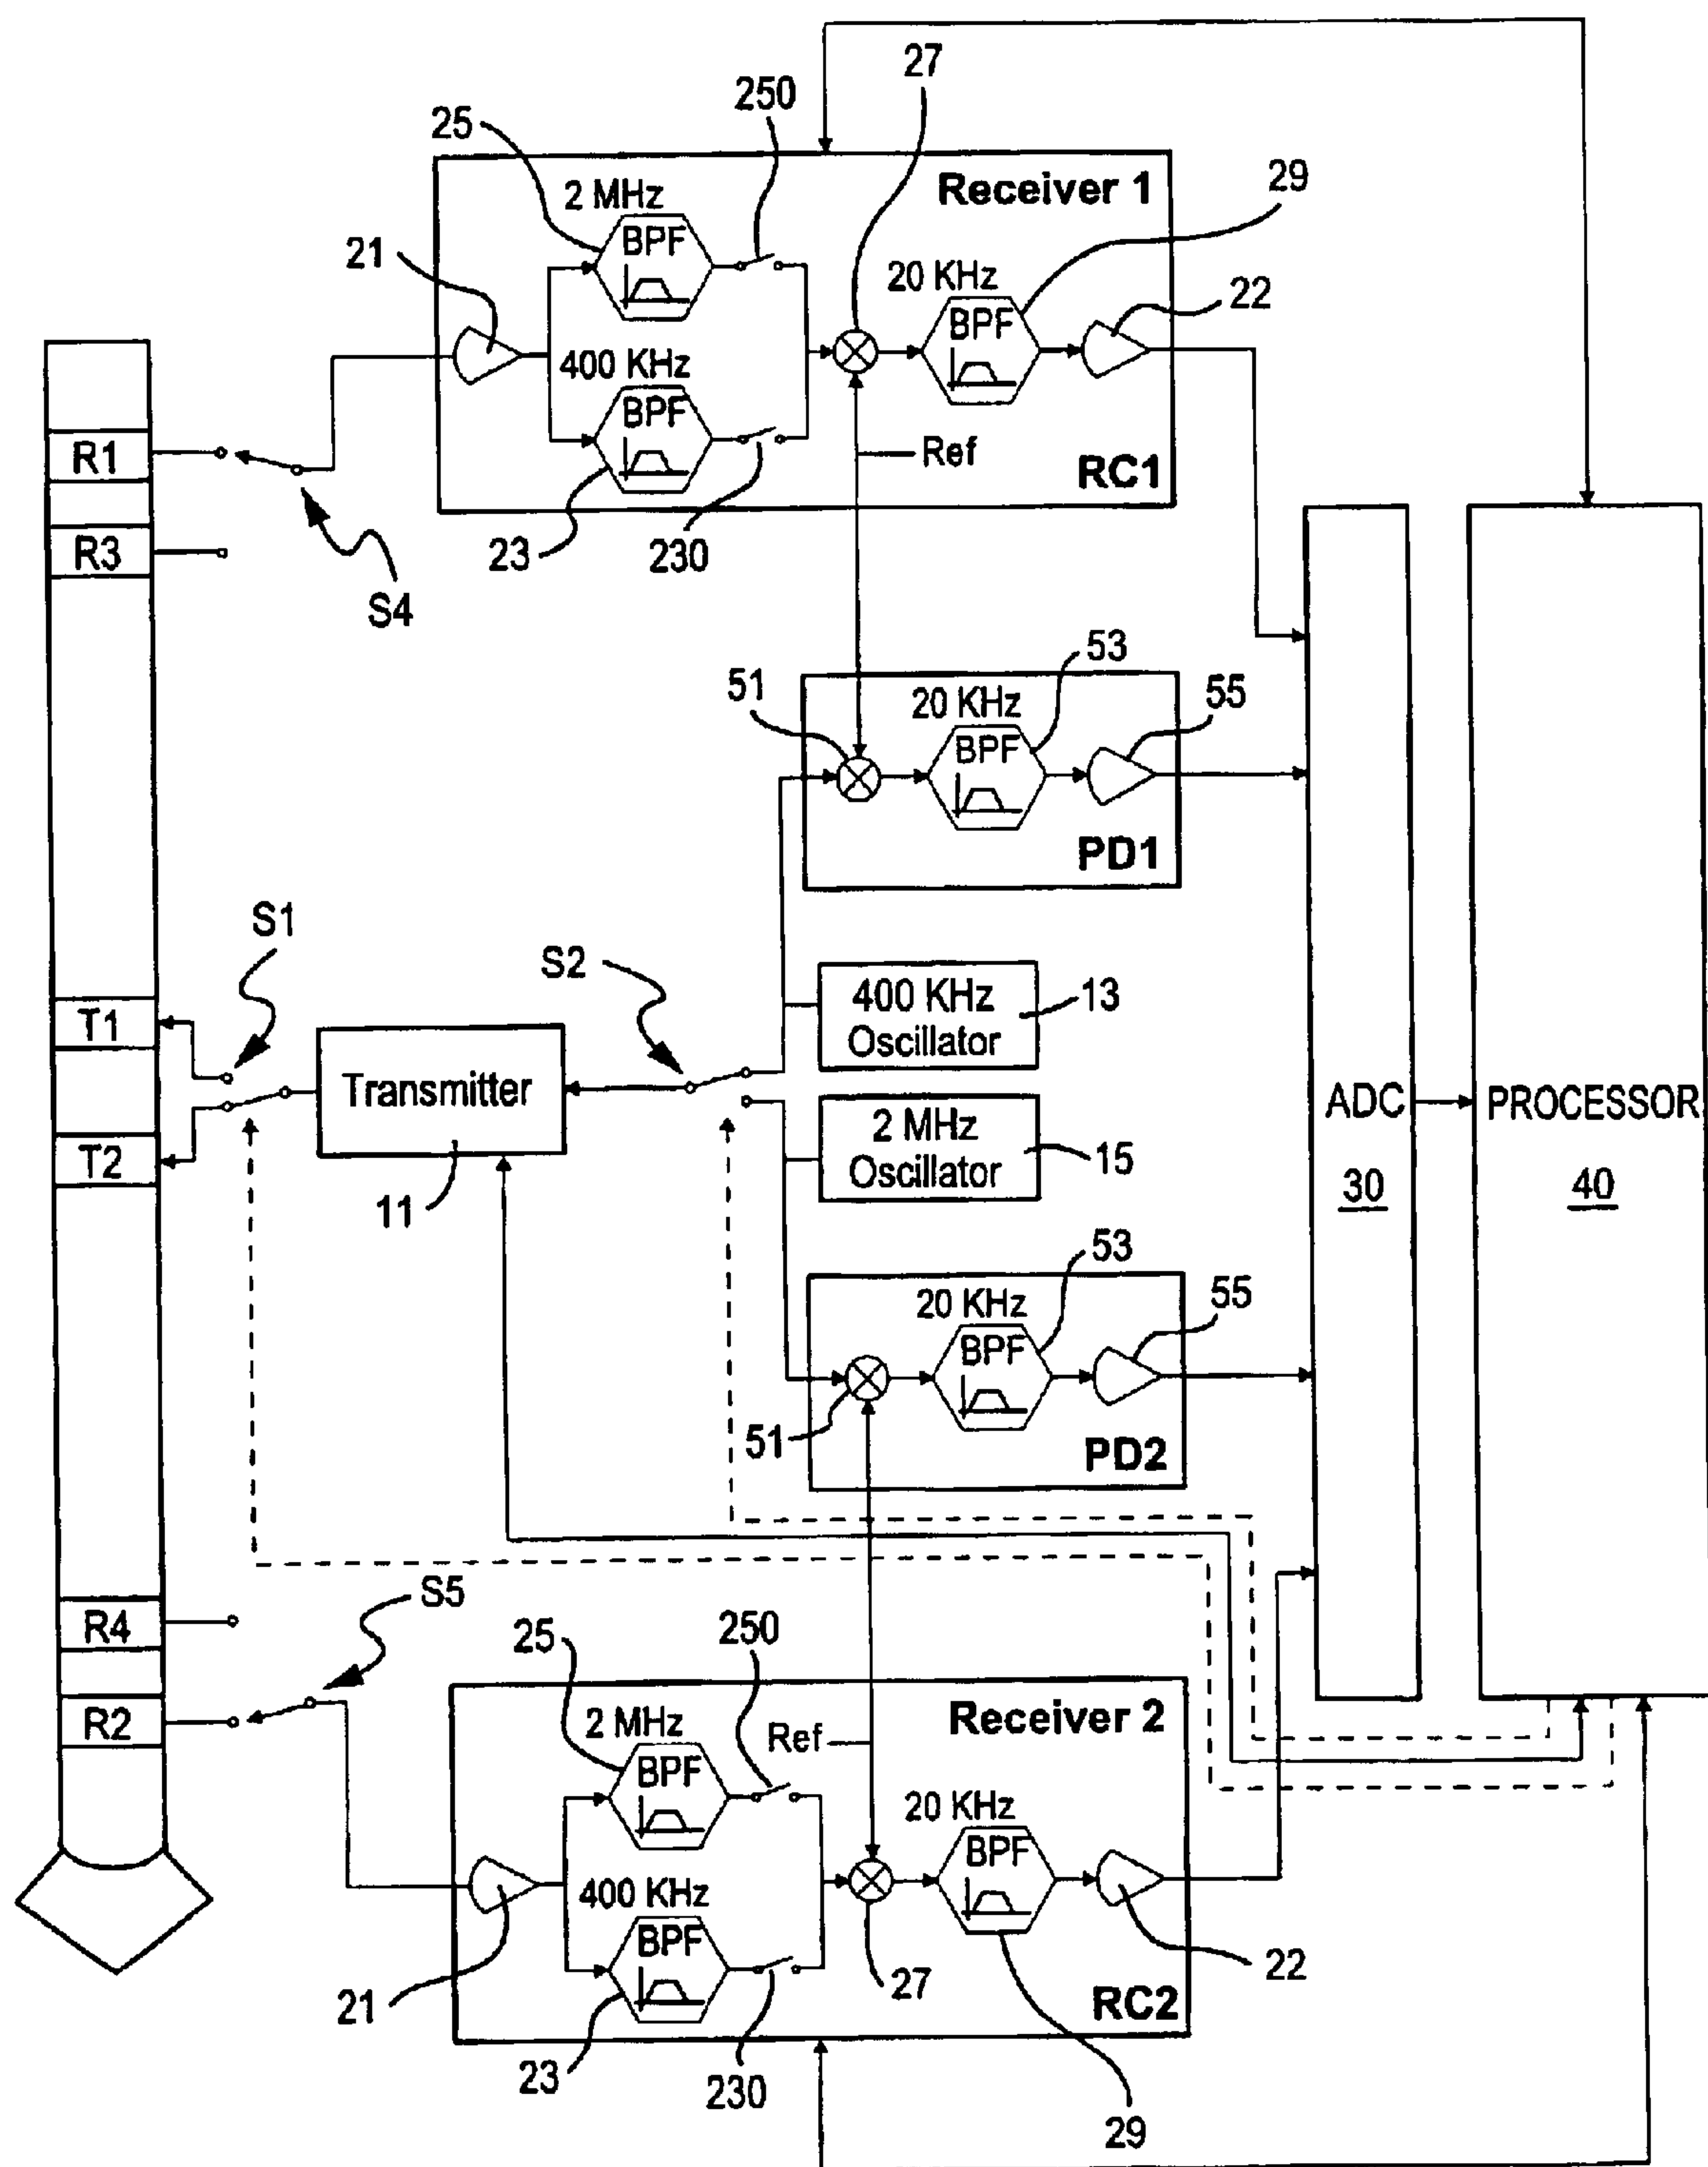 27
250
25
Receiver 1
29
2 MHz
BPF
21
20 KHz
BPF
22
400 KHz
BPF
R1
Ref
RC1
23
230
R3
S4
53
51
20 KHz
55
BPF
PD1
S1
S2
400 KHz
Oscillator
13
T1
Transmitter
ADC
PROCESSOR
2 MHz
Oscillator
15
T2
30
40
11
53
20 KHz
55
BPF
51
PD2
S5
R4
25
250
R2
2 MHz
Ref
Receiver 2
BPF
20 KHz
BPF
400 KHz
BPF
22
27
21
RC2
23
230
29